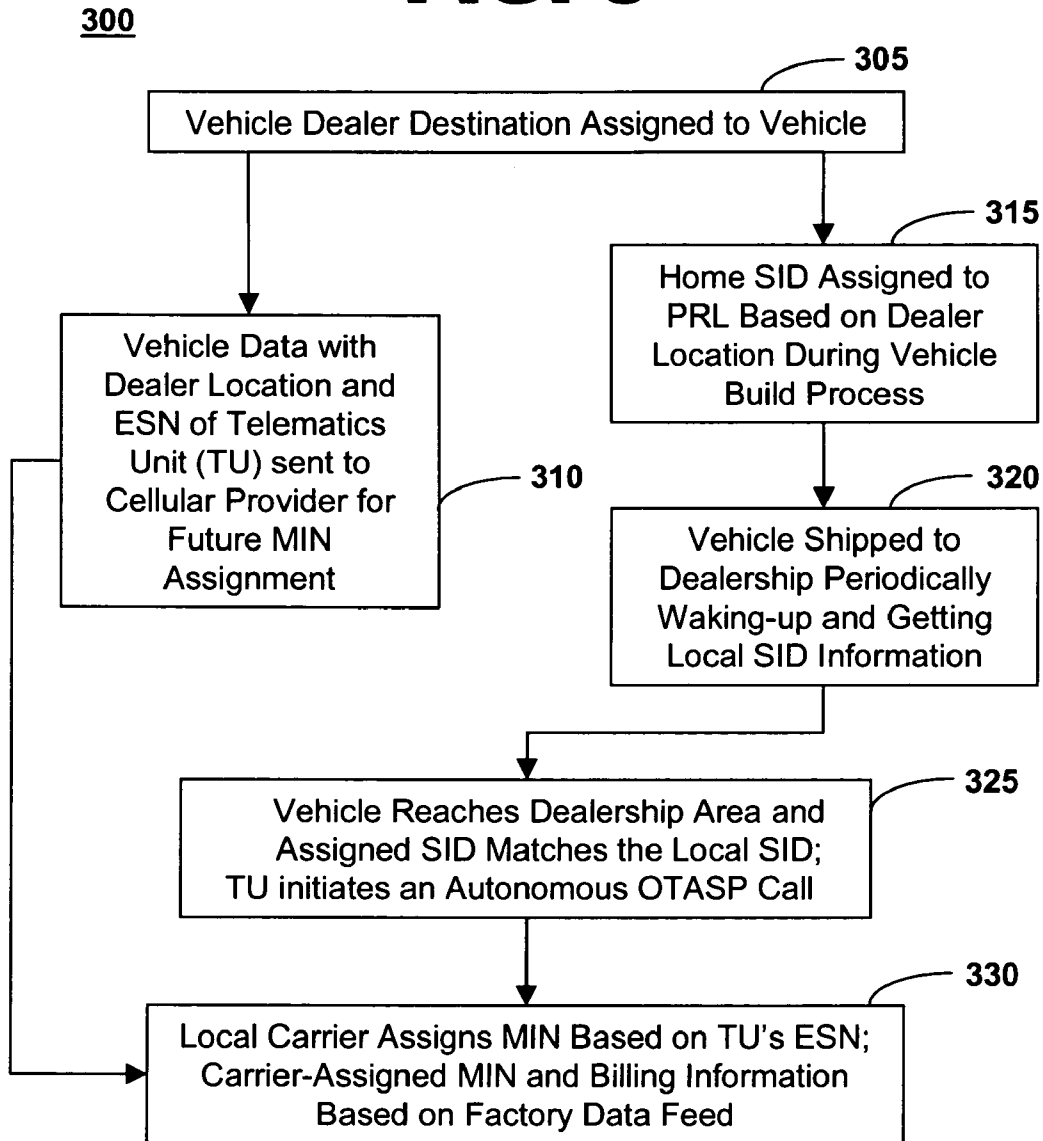 300
305
Vehicle Dealer Destination Assigned to Vehicle
315
Home SID Assigned to
PRL Based on Dealer
Location During Vehicle
Build Process
Vehicle Data with
Dealer Location and
ESN of Telematics
Unit (TU) sent to
Cellular Provider for
Future MIN
Assignment
310
320
Vehicle Shipped to
Dealership Periodically
Waking-up and Getting
Local SID Information
325
Vehicle Reaches Dealership Area and
Assigned SID Matches the Local SID;
TU initiates an Autonomous OTASP Call
330
Local Carrier Assigns MIN Based on TU's ESN;
Carrier-Assigned MIN and Billing Information
Based on Factory Data Feed